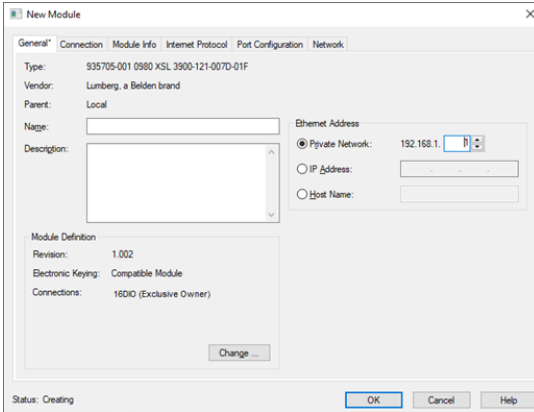 New Module
General* Connection Module Info Internet Protocol Port Configuration Network
Type: 935705-001 0980 XSL 3900-121-007D-01F
Vendor: Lumberg, a Belden brand
Parent: Local
Name:
Description:
Ethernet Address
Private Network: 192.168.1. 1
IP Address: . . .
Host Name:
Module Definition
Revision: 1.002
Electronic Keying: Compatible Module
Connections: 16DIO (Exclusive Owner)
Change ...
Status: Creating
OK Cancel Help